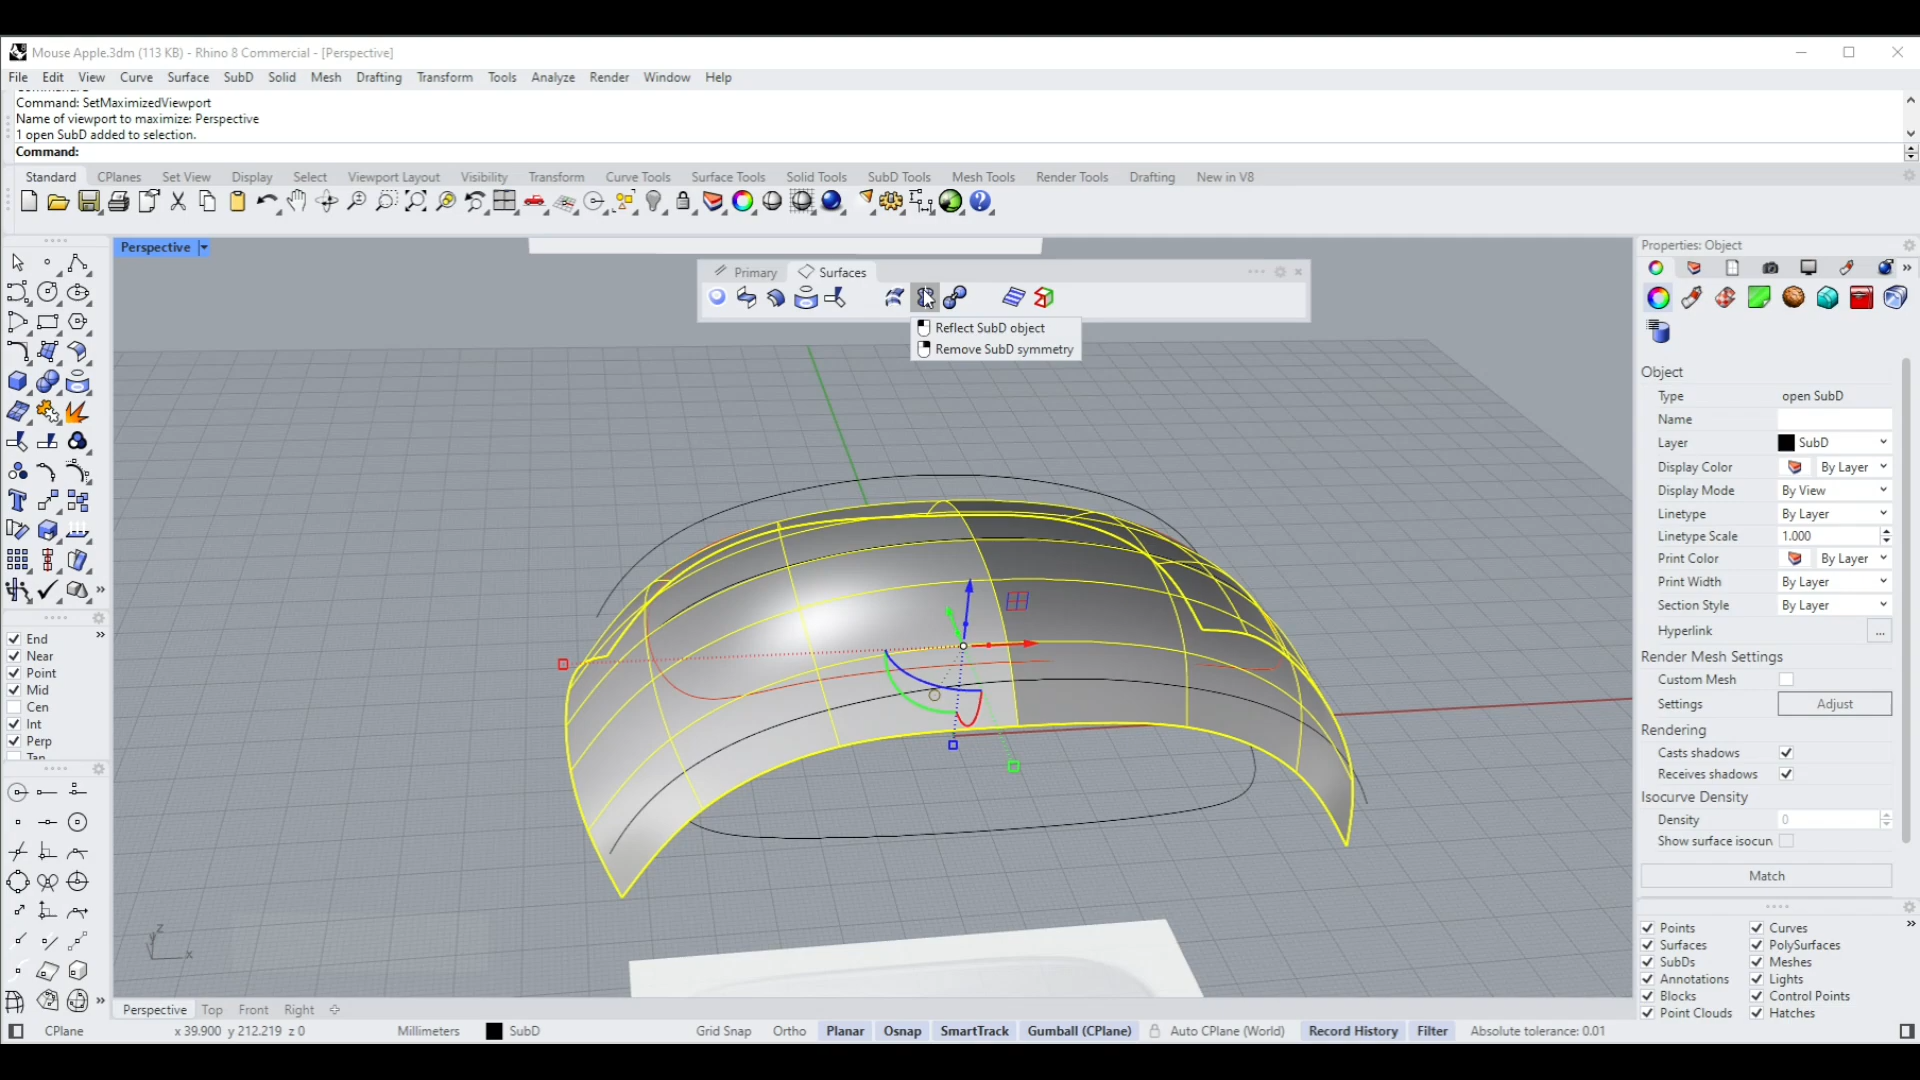 Mouse Apple.3dm (113 KB) - Rhino 8 Commercial - [Perspective]
File Edit View Curve Surface SubD Solid Mesh Drafting Transform Tools Analyze Render Window Help
Command: SetMaximizedViewport
Name of viewport to maximize: Perspective
1 open SubD added to selection.
Command:
Standard CPlanes Set View Display Select Viewport Layout Visibility Transform Curve Tools Surface Tools Solid Tools SubD Tools Mesh Tools Render Tools Drafting New in V8
Perspective
Primary Surfaces
Reflect SubD object
Remove SubD symmetry
End
Near
Point
Mid
Cen
Int
Perp
Tan
z
x
Properties: Object
Object
Type open SubD
Name
Layer SubD
Display Color By Layer
Display Mode By View
Linetype By Layer
Linetype Scale 1.000
Print Color By Layer
Print Width By Layer
Section Style By Layer
Hyperlink ...
Render Mesh Settings
Custom Mesh
Settings Adjust
Rendering
Casts shadows
Receives shadows
Isocurve Density
Density 0
Show surface isocur
Match
Points Curves
Surfaces PolySurfaces
SubDs Meshes
Annotations Lights
Blocks Control Points
Point Clouds Hatches
Perspective Top Front Right
CPlane x 39.900 y 212.219 z 0 Millimeters SubD Grid Snap Ortho Planar Osnap SmartTrack Gumball (CPlane) Auto CPlane (World) Record History Filter Absolute tolerance: 0.01